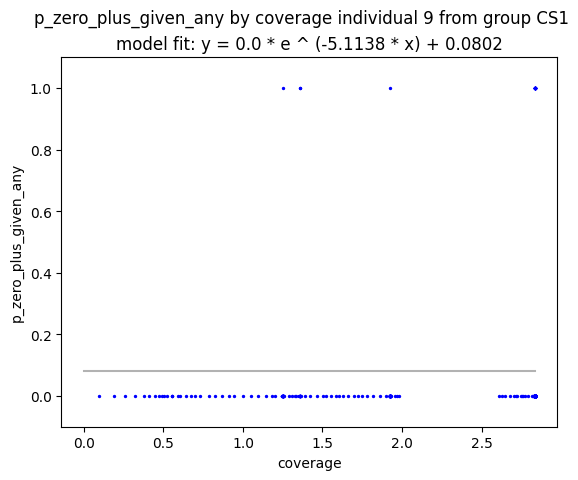 p_zero_plus_given_any by coverage individual 9 from group CS1
model fit: y = 0.0 * e ^ (-5.1138 * x) + 0.0802
1.0
0.8
0.6
0.4
0.2
0.0
p_zero_plus_given_any
0.0 0.5 1.0 1.5 2.0 2.5
coverage